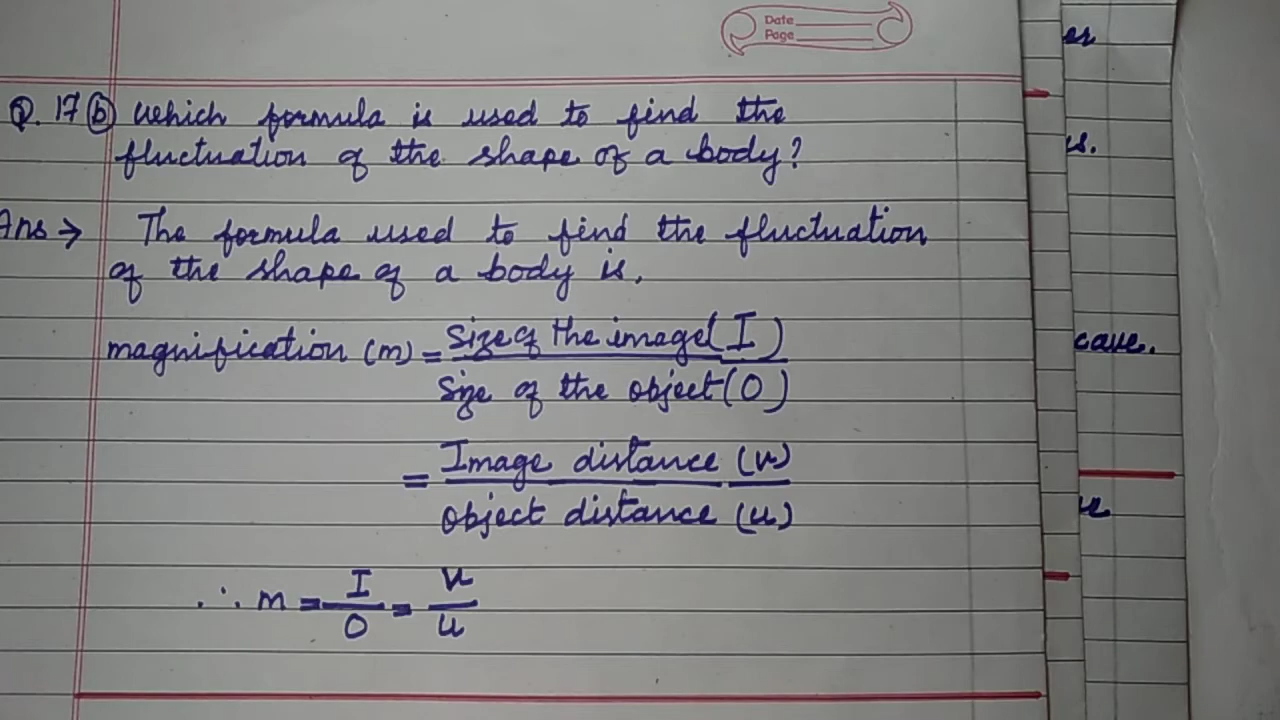 Date
Page
Q. 17 (b) Which formula is used to find the
fluctuation of the shape of a body?
Ans → The formula used to find the fluctuation
of the shape of a body is,
magnification (m) = Size of the image (I)
Size of the object (O)
= Image distance (v)
object distance (u)
∴ m = I/O = v/u
es
s.
cave.